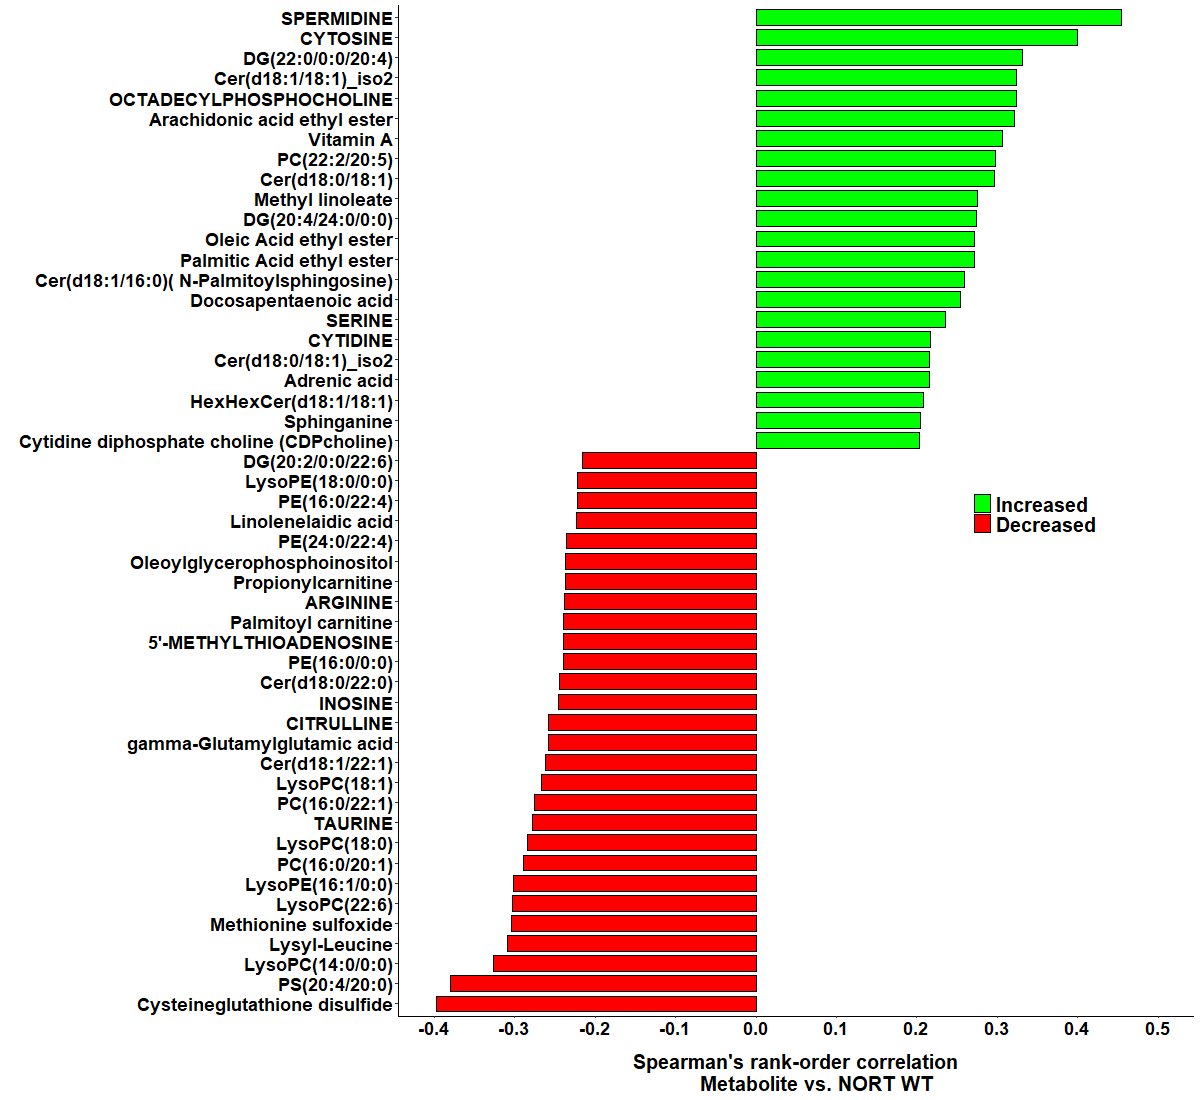 SPERMIDINE
CYTOSINE
DG(22:0/0:0/20:4)
Cer(d18:1/18:1)_iso2
OCTADECYLPHOSPHOCHOLINE
Arachidonic acid ethyl ester
Vitamin A
PC(22:2/20:5)
Cer(d18:0/18:1)
Methyl linoleate
DG(20:4/24:0/0:0)
Oleic Acid ethyl ester
Palmitic Acid ethyl ester
Cer(d18:1/16:0)( N-Palmitoylsphingosine)
Docosapentaenoic acid
SERINE
CYTIDINE
Cer(d18:0/18:1)_iso2
Adrenic acid
HexHexCer(d18:1/18:1)
Sphinganine
Cytidine diphosphate choline (CDPcholine)
DG(20:2/0:0/22:6)
LysoPE(18:0/0:0)
PE(16:0/22:4)
Linolenelaidic acid
PE(24:0/22:4)
Oleoylglycerophosphoinositol
Propionylcarnitine
ARGININE
Palmitoyl carnitine
5'-METHYLTHIOADENOSINE
PE(16:0/0:0)
Cer(d18:0/22:0)
INOSINE
CITRULLINE
gamma-Glutamylglutamic acid
Cer(d18:1/22:1)
LysoPC(18:1)
PC(16:0/22:1)
TAURINE
LysoPC(18:0)
PC(16:0/20:1)
LysoPE(16:1/0:0)
LysoPC(22:6)
Methionine sulfoxide
Lysyl-Leucine
LysoPC(14:0/0:0)
PS(20:4/20:0)
Cysteineglutathione disulfide
Increased
Decreased
-0.4 -0.3 -0.2 -0.1 0.0 0.1 0.2 0.3 0.4 0.5
Spearman's rank-order correlation
Metabolite vs. NORT WT